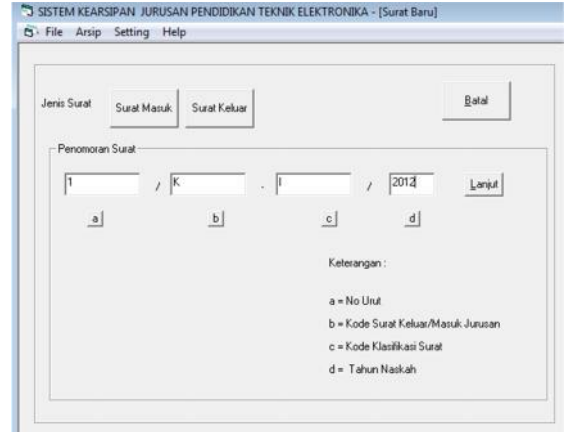 SISTEM KEARSIPAN JURUSAN PENDIDIKAN TEKNIK ELEKTRONIKA - [Surat Baru]
File Arsip Setting Help
Jenis Surat Surat Masuk Surat Keluar Batal
Penomoran Surat
1 / K . I / 2012 Lanjut
a b c d
Keterangan :
a = No Urut
b = Kode Surat Keluar/Masuk Jurusan
c = Kode Klasifikasi Surat
d = Tahun Naskah